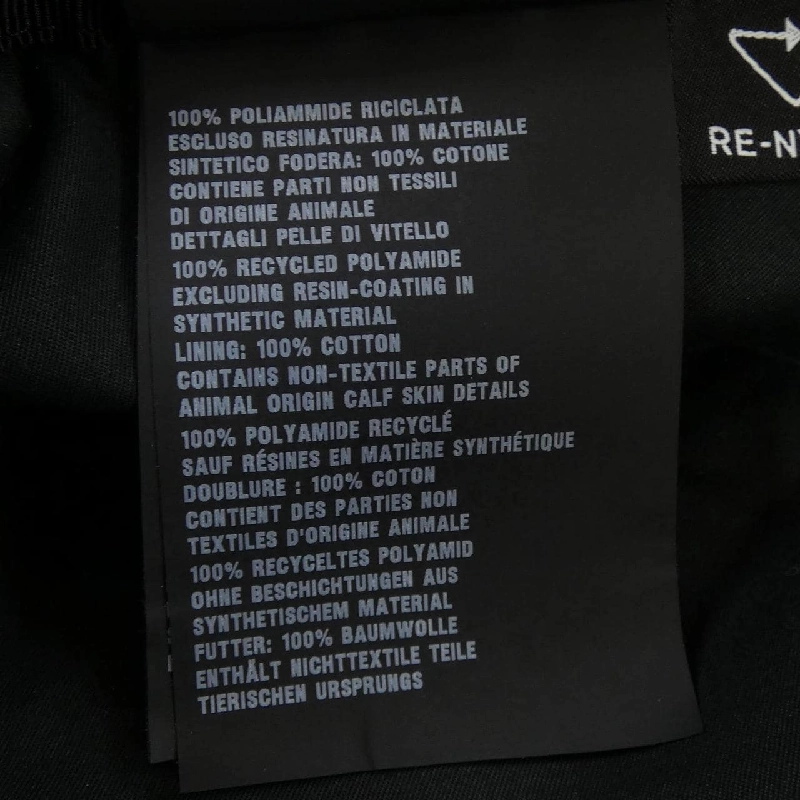 100% POLIAMMIDE RICICLATA
ESCLUSO RESINATURA IN MATERIALE
SINTETICO FODERA: 100% COTONE
CONTIENE PARTI NON TESSILI
DI ORIGINE ANIMALE
DETTAGLI PELLE DI VITELLO
100% RECYCLED POLYAMIDE
EXCLUDING RESIN-COATING IN
SYNTHETIC MATERIAL
LINING: 100% COTTON
CONTAINS NON-TEXTILE PARTS OF
ANIMAL ORIGIN CALF SKIN DETAILS
100% POLYAMIDE RECYCLÉ
SAUF RÉSINES EN MATIÈRE SYNTHÉTIQUE
DOUBLURE : 100% COTON
CONTIENT DES PARTIES NON
TEXTILES D'ORIGINE ANIMALE
100% RECYCELTES POLYAMID
OHNE BESCHICHTUNGEN AUS
SYNTHETISCHEM MATERIAL
FUTTER: 100% BAUMWOLLE
ENTHÄLT NICHTTEXTILE TEILE
TIERISCHEN URSPRUNGS
RE-N